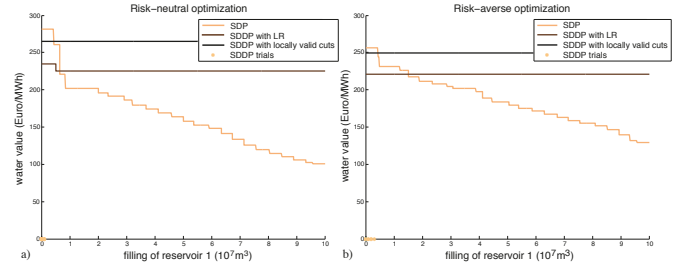 Risk−neutral optimization
300
250
200
150
100
50
0
water value (Euro/MWh)
SDP
SDDP with LR
SDDP with locally valid cuts
SDDP trials
0 1 2 3 4 5 6 7 8 9 10
a) filling of reservoir 1 (10⁷m³)
Risk−averse optimization
300
250
200
150
100
50
0
water value (Euro/MWh)
SDP
SDDP with LR
SDDP with locally valid cuts
SDDP trials
0 1 2 3 4 5 6 7 8 9 10
b) filling of reservoir 1 (10⁷m³)